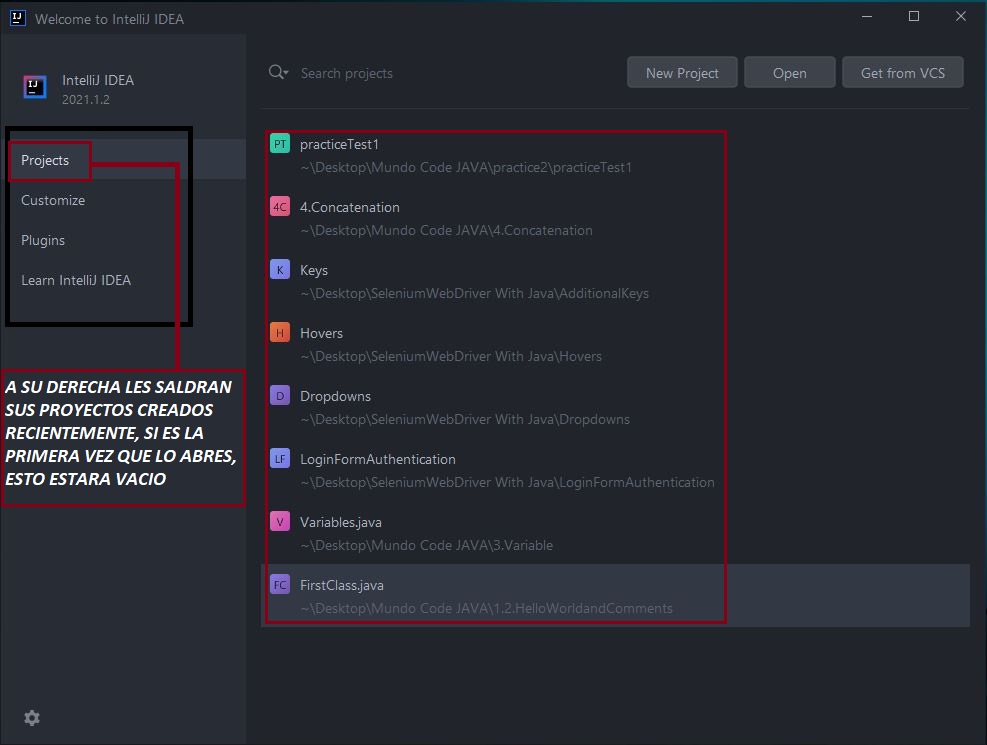 Welcome to IntelliJ IDEA
IntelliJ IDEA
2021.1.2
Projects
Customize
Plugins
Learn IntelliJ IDEA
A SU DERECHA LES SALDRAN
SUS PROYECTOS CREADOS
RECIENTEMENTE, SI ES LA
PRIMERA VEZ QUE LO ABRES,
ESTO ESTARA VACIO
Search projects
New Project
Open
Get from VCS
PT practiceTest1
~\Desktop\Mundo Code JAVA\practice2\practiceTest1
4C 4.Concatenation
~\Desktop\Mundo Code JAVA\4.Concatenation
K Keys
~\Desktop\SeleniumWebDriver With Java\AdditionalKeys
H Hovers
~\Desktop\SeleniumWebDriver With Java\Hovers
D Dropdowns
~\Desktop\SeleniumWebDriver With Java\Dropdowns
LF LoginFormAuthentication
~\Desktop\SeleniumWebDriver With Java\LoginFormAuthentication
V Variables.java
~\Desktop\Mundo Code JAVA\3.Variable
FC FirstClass.java
~\Desktop\Mundo Code JAVA\1.2.HelloWorldandComments